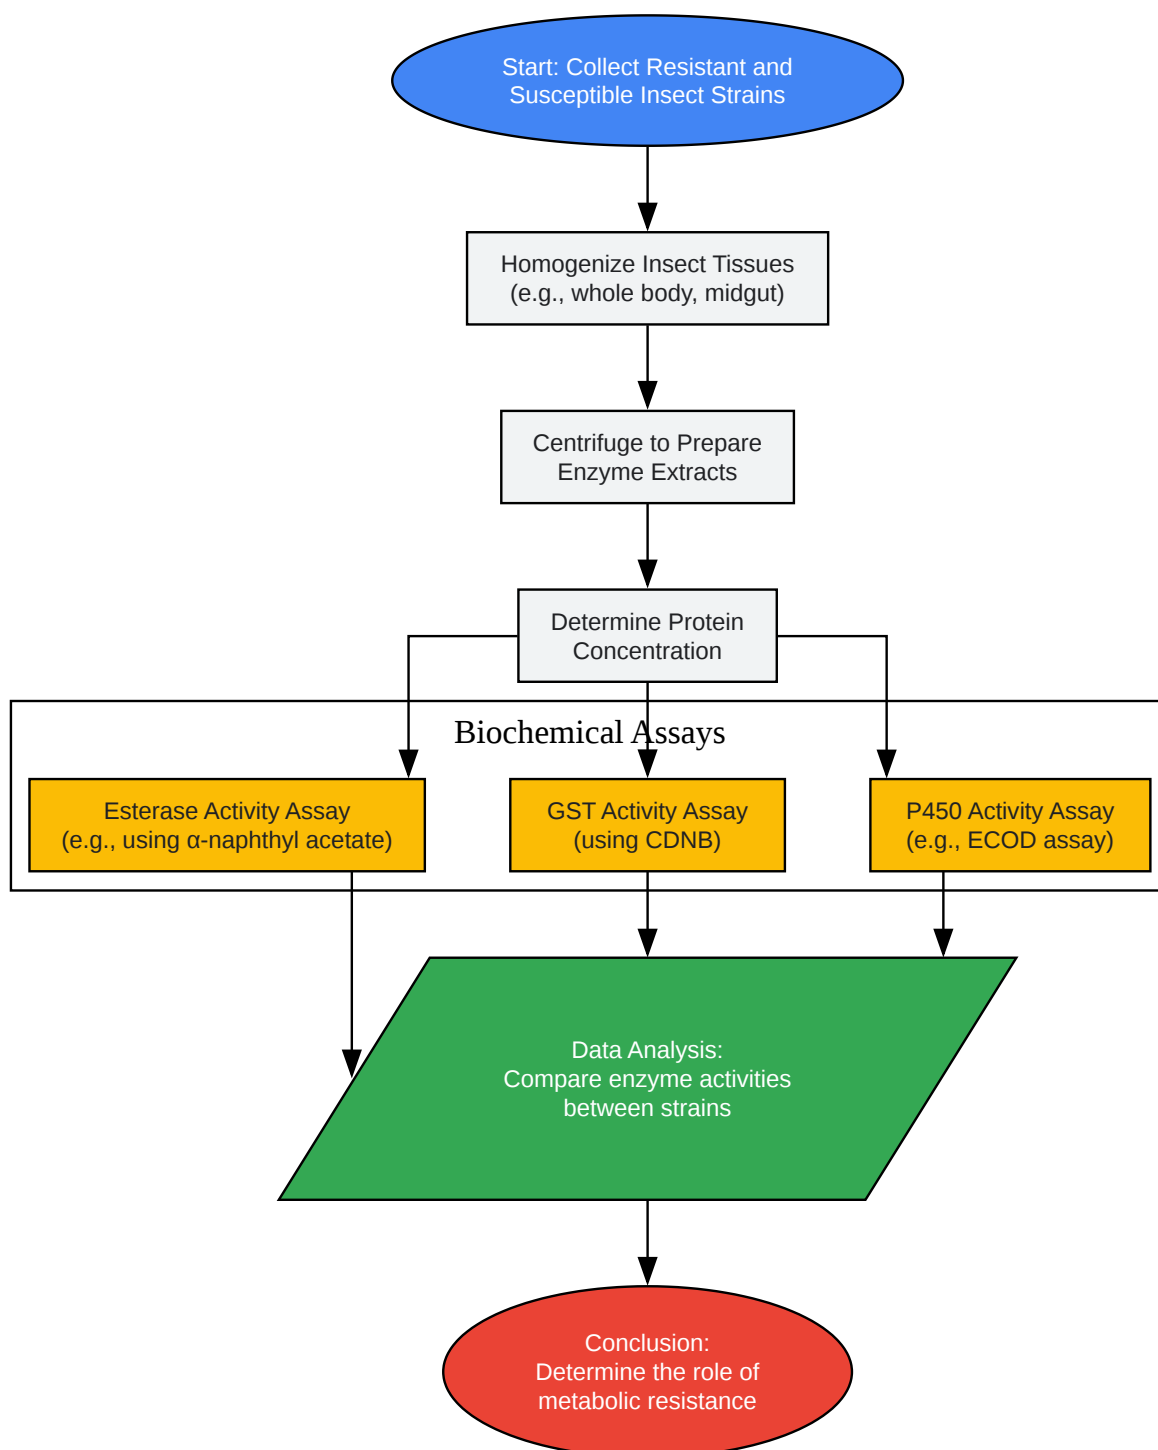 Start: Collect Resistant and
Susceptible Insect Strains
Homogenize Insect Tissues
(e.g., whole body, midgut)
Centrifuge to Prepare
Enzyme Extracts
Determine Protein
Concentration
Biochemical Assays
Esterase Activity Assay
(e.g., using α-naphthyl acetate)
GST Activity Assay
(using CDNB)
P450 Activity Assay
(e.g., ECOD assay)
Data Analysis:
Compare enzyme activities
between strains
Conclusion:
Determine the role of
metabolic resistance